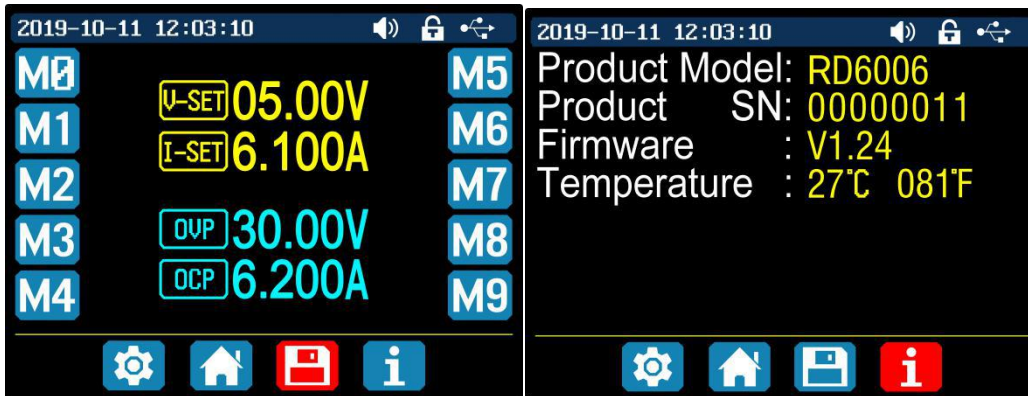 2019-10-11 12:03:10
M0
M1
M2
M3
M4
V-SET 05.00V
I-SET 6.100A
OVP 30.00V
OCP 6.200A
M5
M6
M7
M8
M9
i
2019-10-11 12:03:10
Product Model: RD6006
Product SN: 00000011
Firmware : V1.24
Temperature : 27℃ 081℉
i